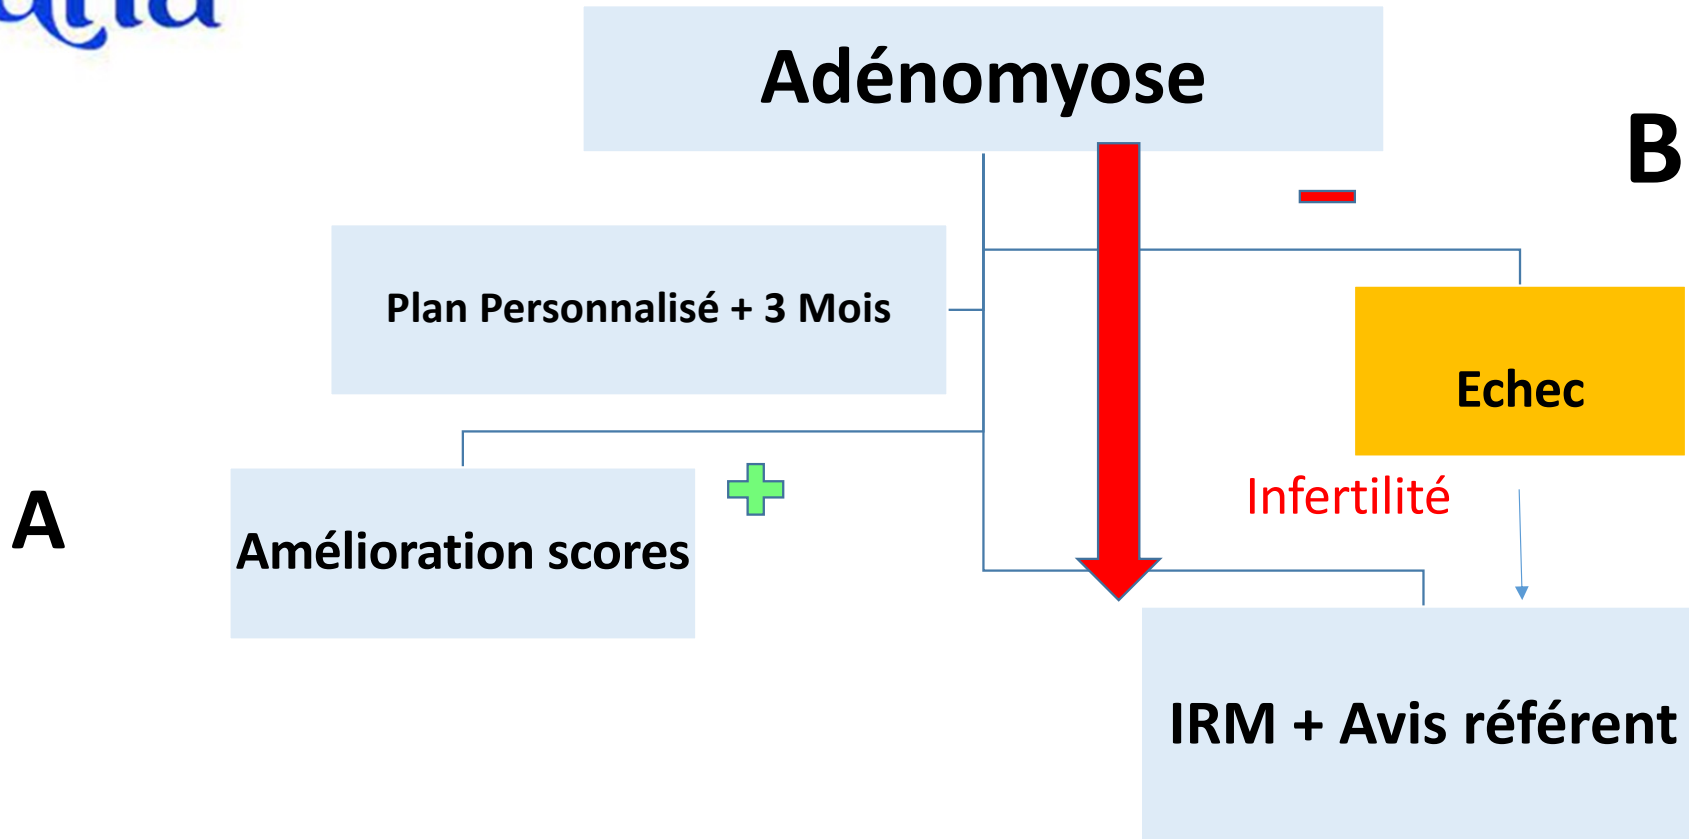 Adénomyose
B
Plan Personnalisé + 3 Mois
Echec
A
Amélioration scores
Infertilité
IRM + Avis référent